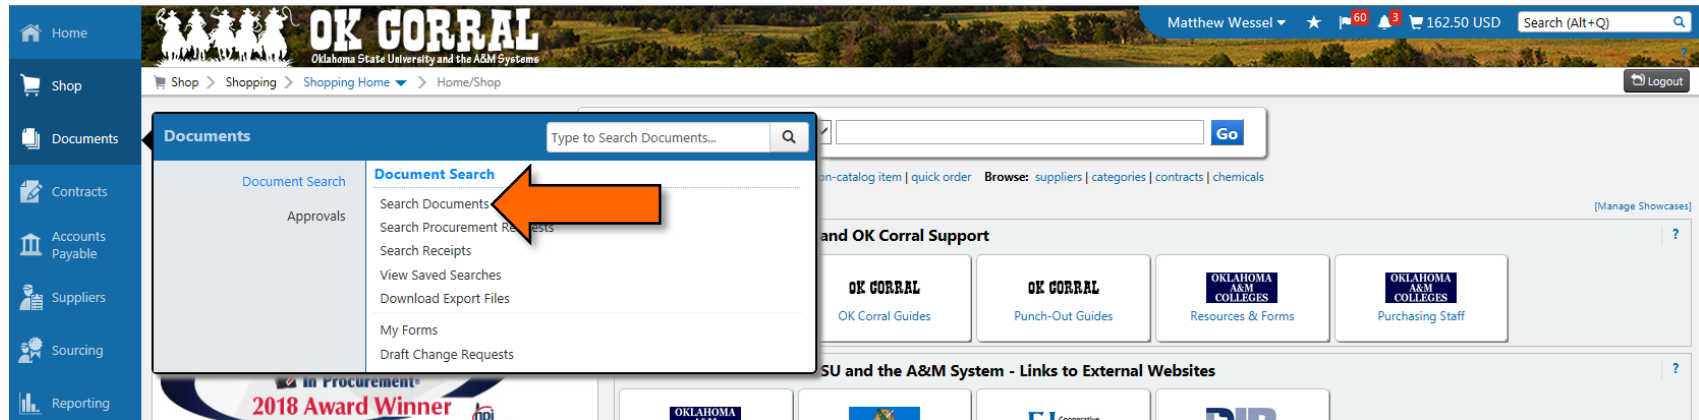 Home
OK CORRAL
Oklahoma State University and the A&M Systems
Matthew Wessel
60
3
162.50 USD
Search (Alt+Q)
?
Shop
Shop > Shopping > Shopping Home > Home/Shop
Logout
Documents
Documents
Type to Search Documents...
Go
Document Search
Approvals
Document Search
Search Documents
Search Procurement Requests
Search Receipts
View Saved Searches
Download Export Files
My Forms
Draft Change Requests
on-catalog item | quick order Browse: suppliers | categories | contracts | chemicals
[Manage Showcases]
Contracts
Accounts
Payable
Suppliers
Sourcing
Reporting
and OK Corral Support
?
OK CORRAL
OK Corral Guides
OK CORRAL
Punch-Out Guides
OKLAHOMA
A&M
COLLEGES
Resources & Forms
OKLAHOMA
A&M
COLLEGES
Purchasing Staff
SU and the A&M System - Links to External Websites
?
in Procurement
2018 Award Winner
npi
OKLAHOMA
A&M
E&I Cooperative
DIR